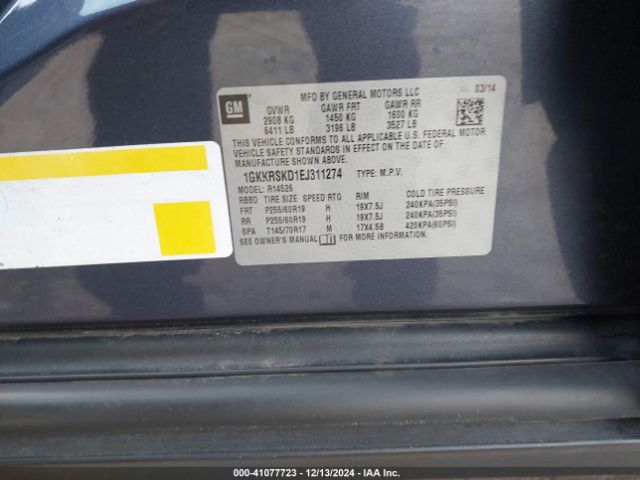 GM
MFD BY GENERAL MOTORS LLC
03/14
GVWR GAWR FRT GAWR RR
2908 KG 1450 KG 1600 KG
6411 LB 3196 LB 3527 LB
THIS VEHICLE CONFORMS TO ALL APPLICABLE U.S. FEDERAL MOTOR
VEHICLE SAFETY STANDARDS IN EFFECT ON THE DATE OF
MANUFACTURE SHOWN ABOVE.
1GKKRSKD1EJ311274 TYPE: M.P.V.
MODEL: R14526
RBBD TIRE SIZE SPEED RTG RIM COLD TIRE PRESSURE
FRT P255/60R19 H 19X7.5J 240KPA(35PSI)
RR P255/60R19 H 19X7.5J 240KPA(35PSI)
SPA T145/70R17 M 17X4.5B 420KPA(60PSI)
SEE OWNER'S MANUAL FOR MORE INFORMATION.
000-41077723 - 12/13/2024 - IAA Inc.